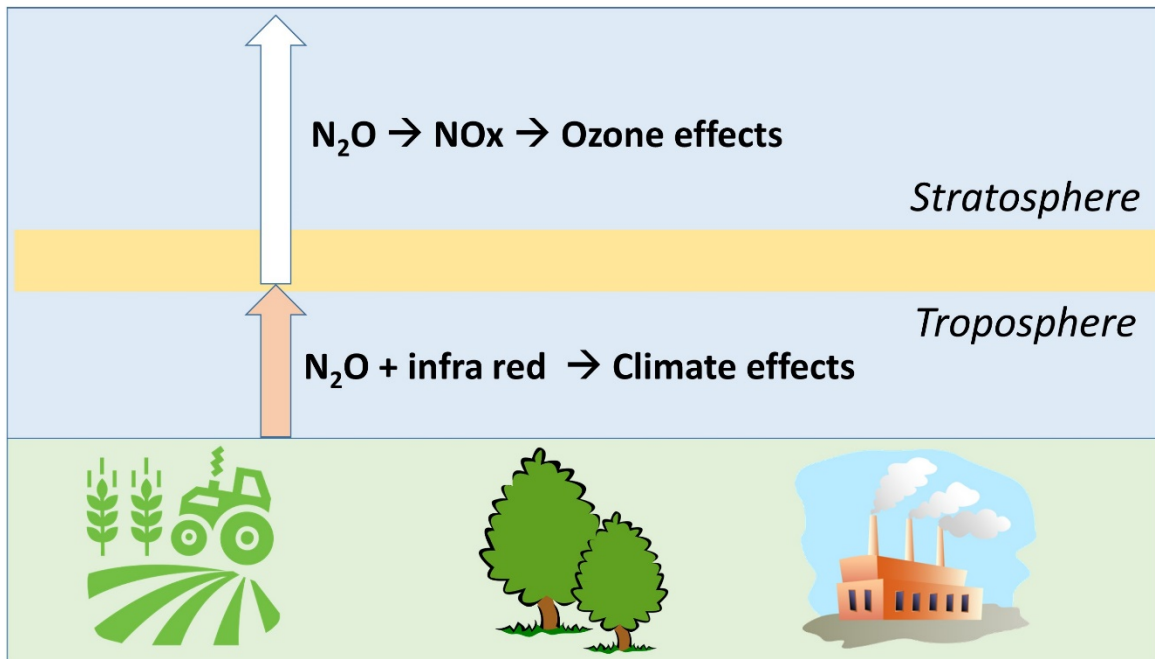 N₂O → NOx → Ozone effects
Stratosphere
Troposphere
N₂O + infra red → Climate effects